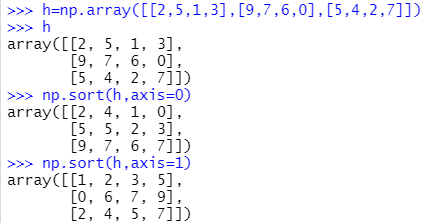 >>> h=np.array([[2,5,1,3],[9,7,6,0],[5,4,2,7]])
>>> h
array([[2, 5, 1, 3],
       [9, 7, 6, 0],
       [5, 4, 2, 7]])
>>> np.sort(h,axis=0)
array([[2, 4, 1, 0],
       [5, 5, 2, 3],
       [9, 7, 6, 7]])
>>> np.sort(h,axis=1)
array([[1, 2, 3, 5],
       [0, 6, 7, 9],
       [2, 4, 5, 7]])